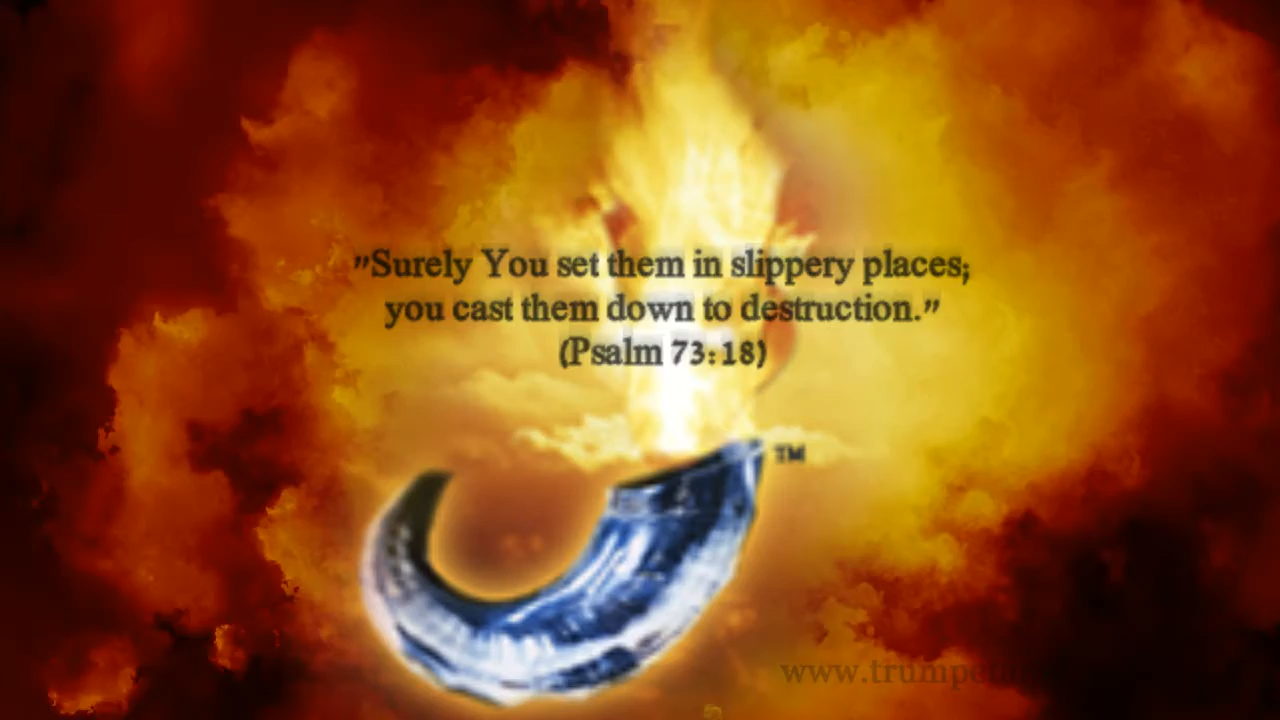 "Surely You set them in slippery places;
you cast them down to destruction."
(Psalm 73:18)
TM